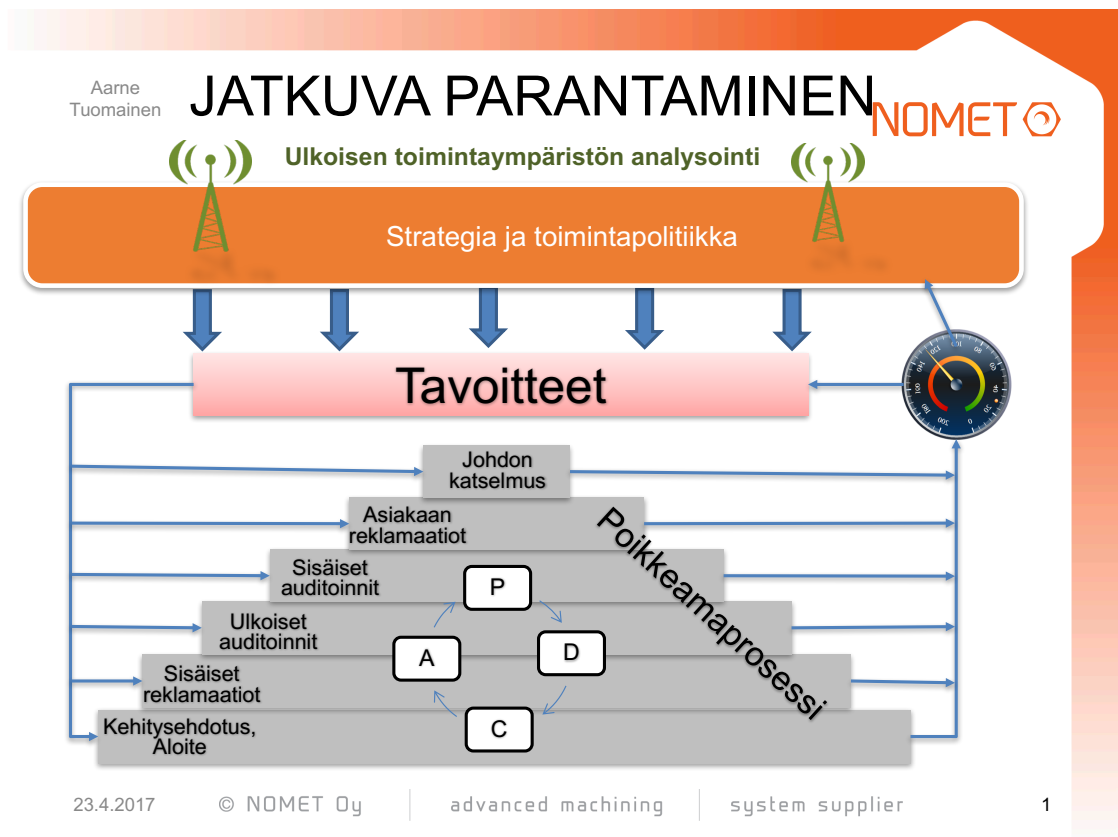 Aarne
Tuomainen
JATKUVA PARANTAMINEN
NOMET
Ulkoisen toimintaympäristön analysointi
Strategia ja toimintapolitiikka
Tavoitteet
Johdon
katselmus
Asiakaan
reklamaatiot
Sisäiset
auditoinnit
Ulkoiset
auditoinnit
Sisäiset
reklamaatiot
Kehitysehdotus,
Aloite
Poikkeamaprosessi
P
D
C
A
23.4.2017
© NOMET Oy
advanced machining
system supplier
1